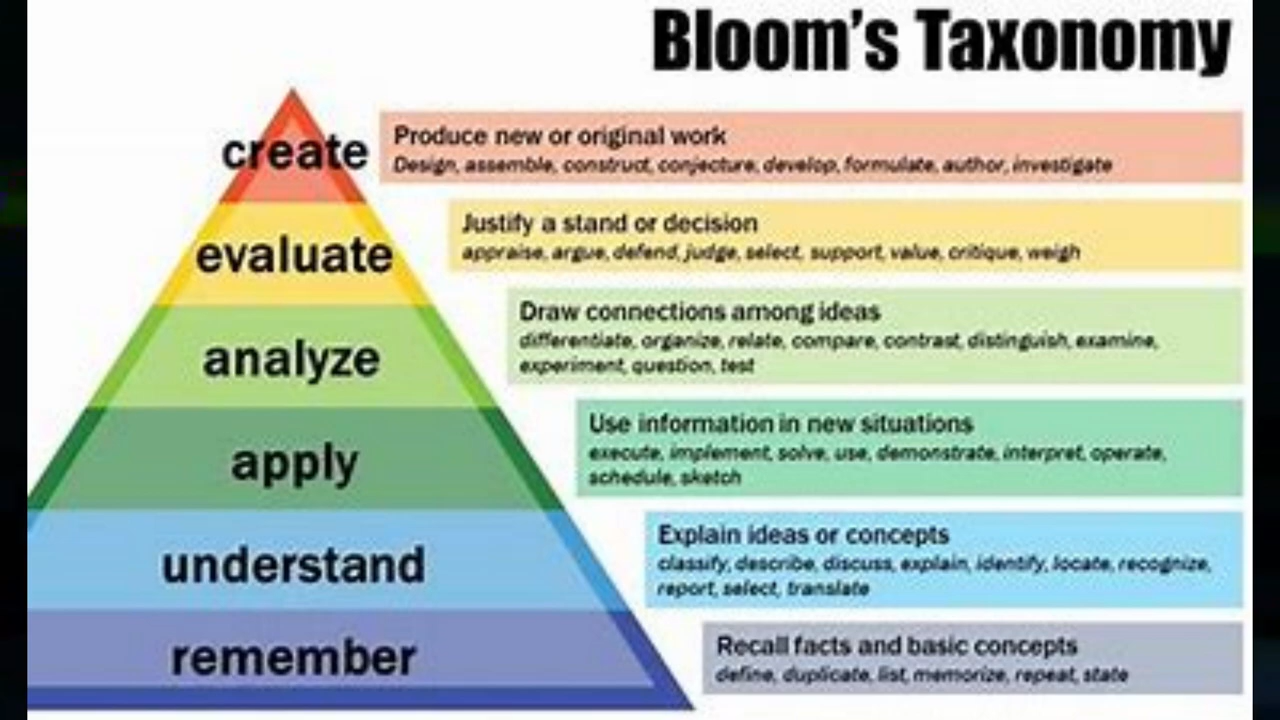 Bloom's Taxonomy
create
Produce new or original work
Design, assemble, construct, conjecture, develop, formulate, author, investigate
evaluate
Justify a stand or decision
appraise, argue, defend, judge, select, support, value, critique, weigh
analyze
Draw connections among ideas
differentiate, organize, relate, compare, contrast, distinguish, examine,
experiment, question, test
apply
Use information in new situations
execute, implement, solve, use, demonstrate, interpret, operate,
schedule, sketch
understand
Explain ideas or concepts
classify, describe, discuss, explain, identify, locate, recognize,
report, select, translate
remember
Recall facts and basic concepts
define, duplicate, list, memorize, repeat, state